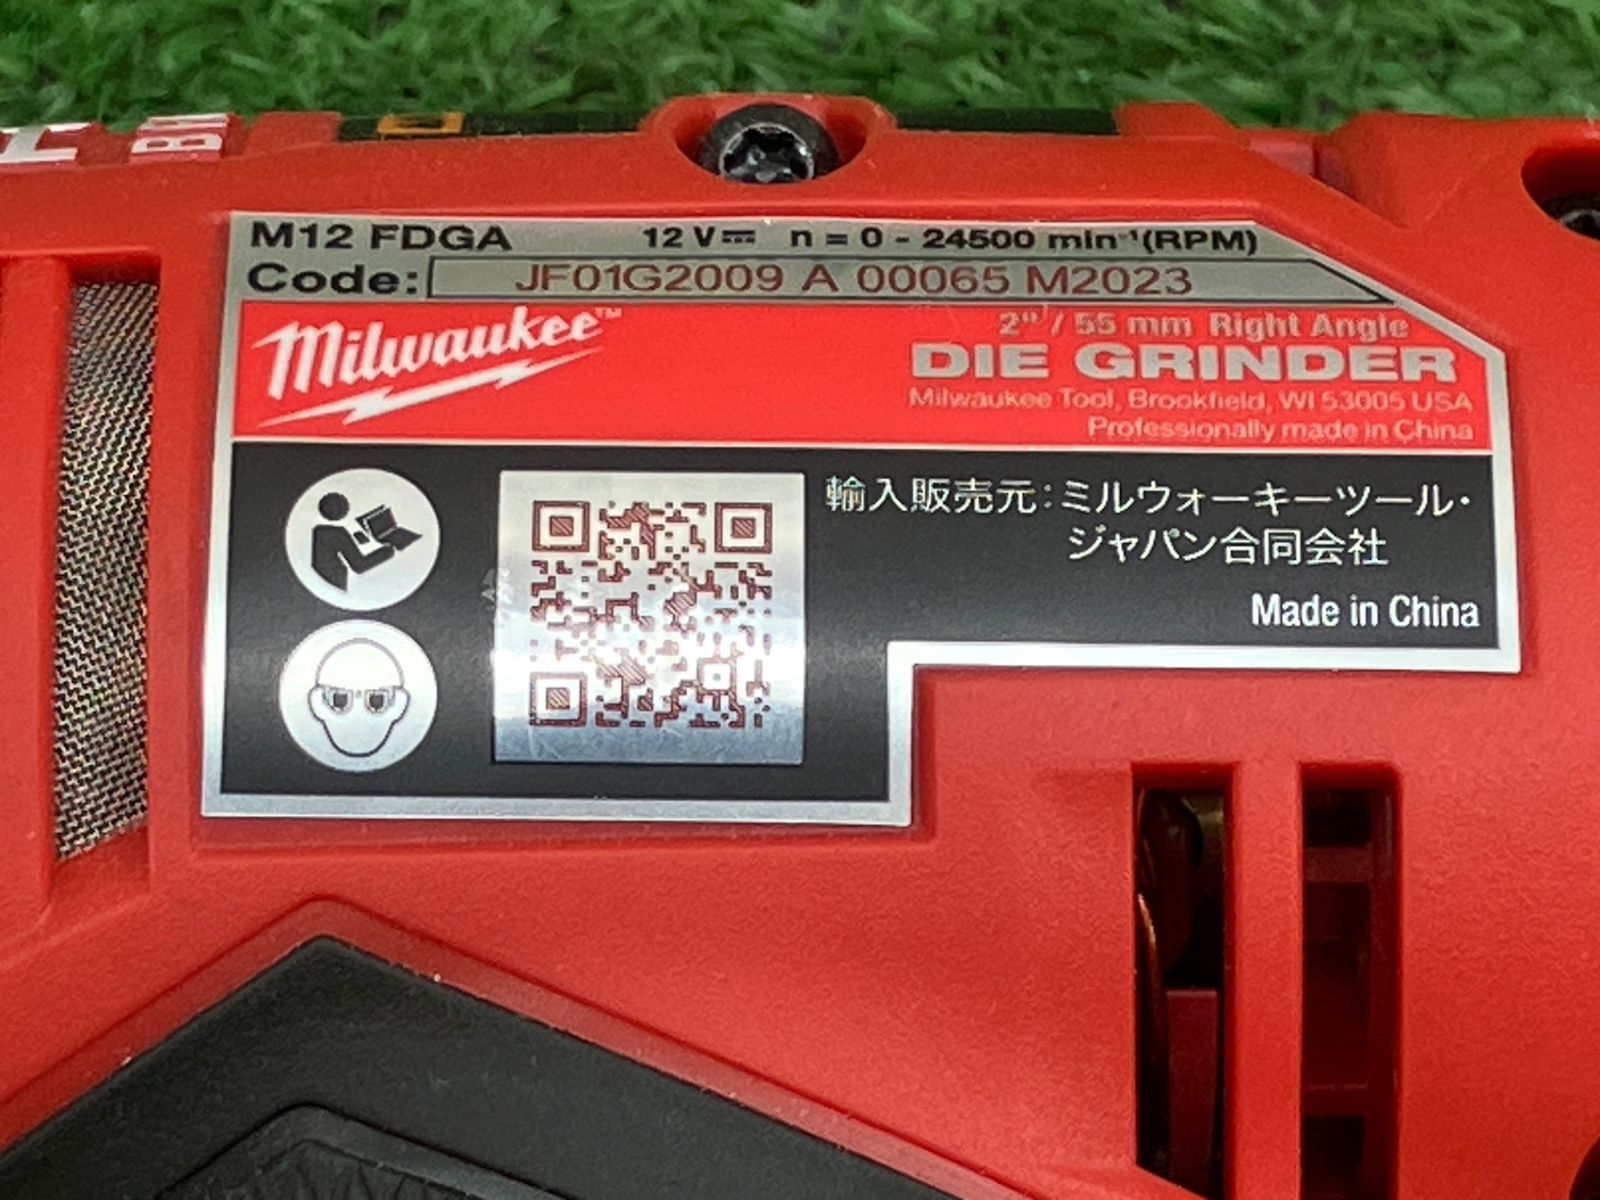 M12 FDGA 12 V⎓ n = 0 - 24500 min⁻¹(RPM)
Code: JF01G2009 A 00065 M2023
Milwaukee™
2" / 55 mm Right Angle
DIE GRINDER
Milwaukee Tool, Brookfield, WI 53005 USA
Professionally made in China
輸入販売元:ミルウォーキーツール・
ジャパン合同会社
Made in China